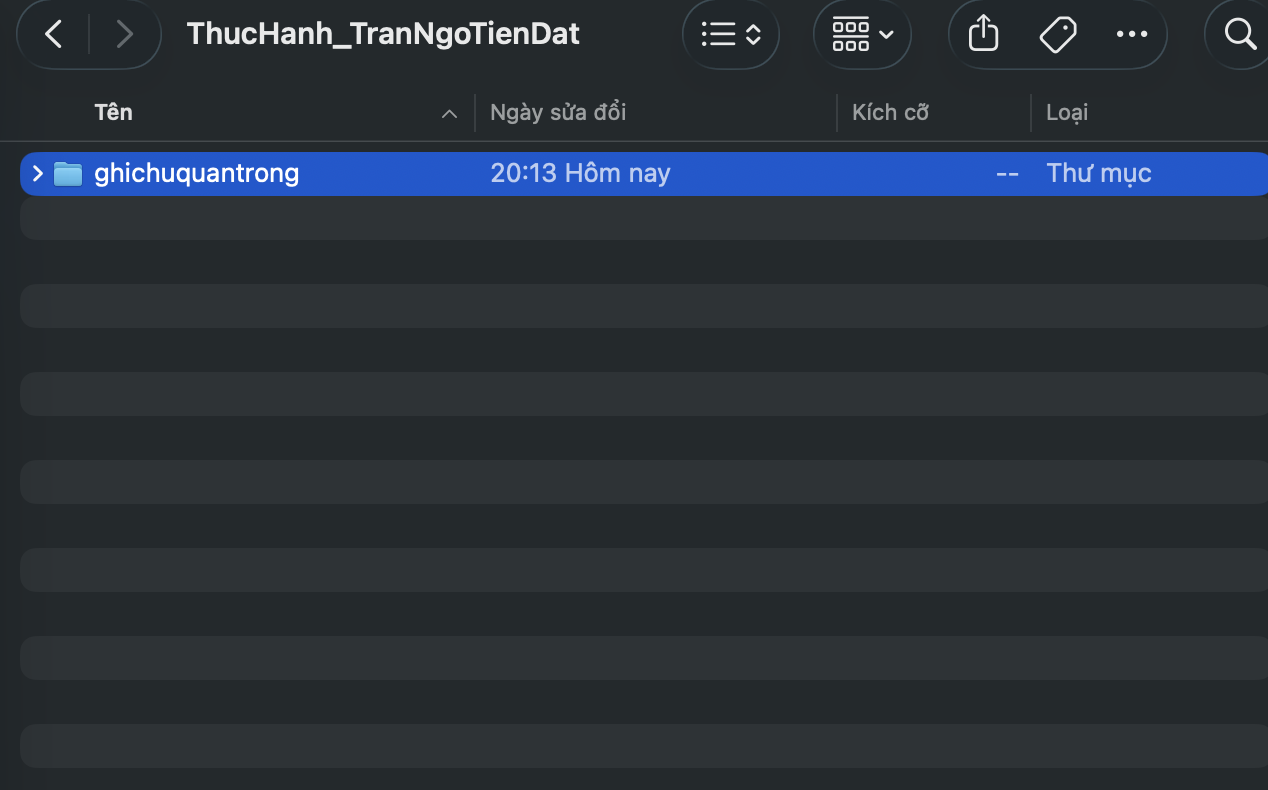 ThucHanh_TranNgoTienDat
Tên Ngày sửa đổi Kích cỡ Loại
ghichuquantrong 20:13 Hôm nay -- Thư mục